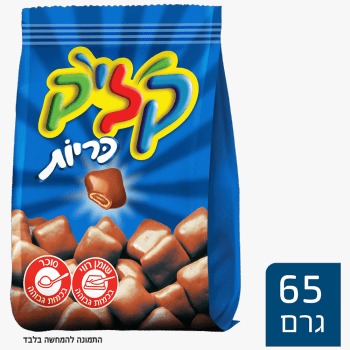 קליק
כריות
סוכר
בכמות גבוהה
שומן רווי
בכמות גבוהה
65
גרם
התמונה להמחשה בלבד